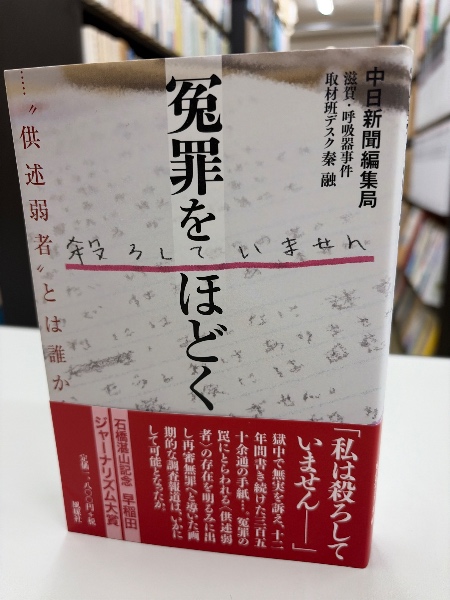 中日新聞編集局
滋賀・呼吸器事件
取材班デスク 秦 融
冤罪をほどく
……“供述弱者”とは誰か
殺ろしていません
「私は殺ろして
いません―」
獄中で無実を訴え、十二
年間書き続けた三百五
十余通の手紙…。冤罪の
罠にとらわれる〈供述弱
者〉の存在を明るみに出
し再審無罪へと導いた画
期的な調査報道は、いかに
して可能となったか。
石橋湛山記念 早稲田
ジャーナリズム大賞
定価一、八〇〇円+税
風媒社